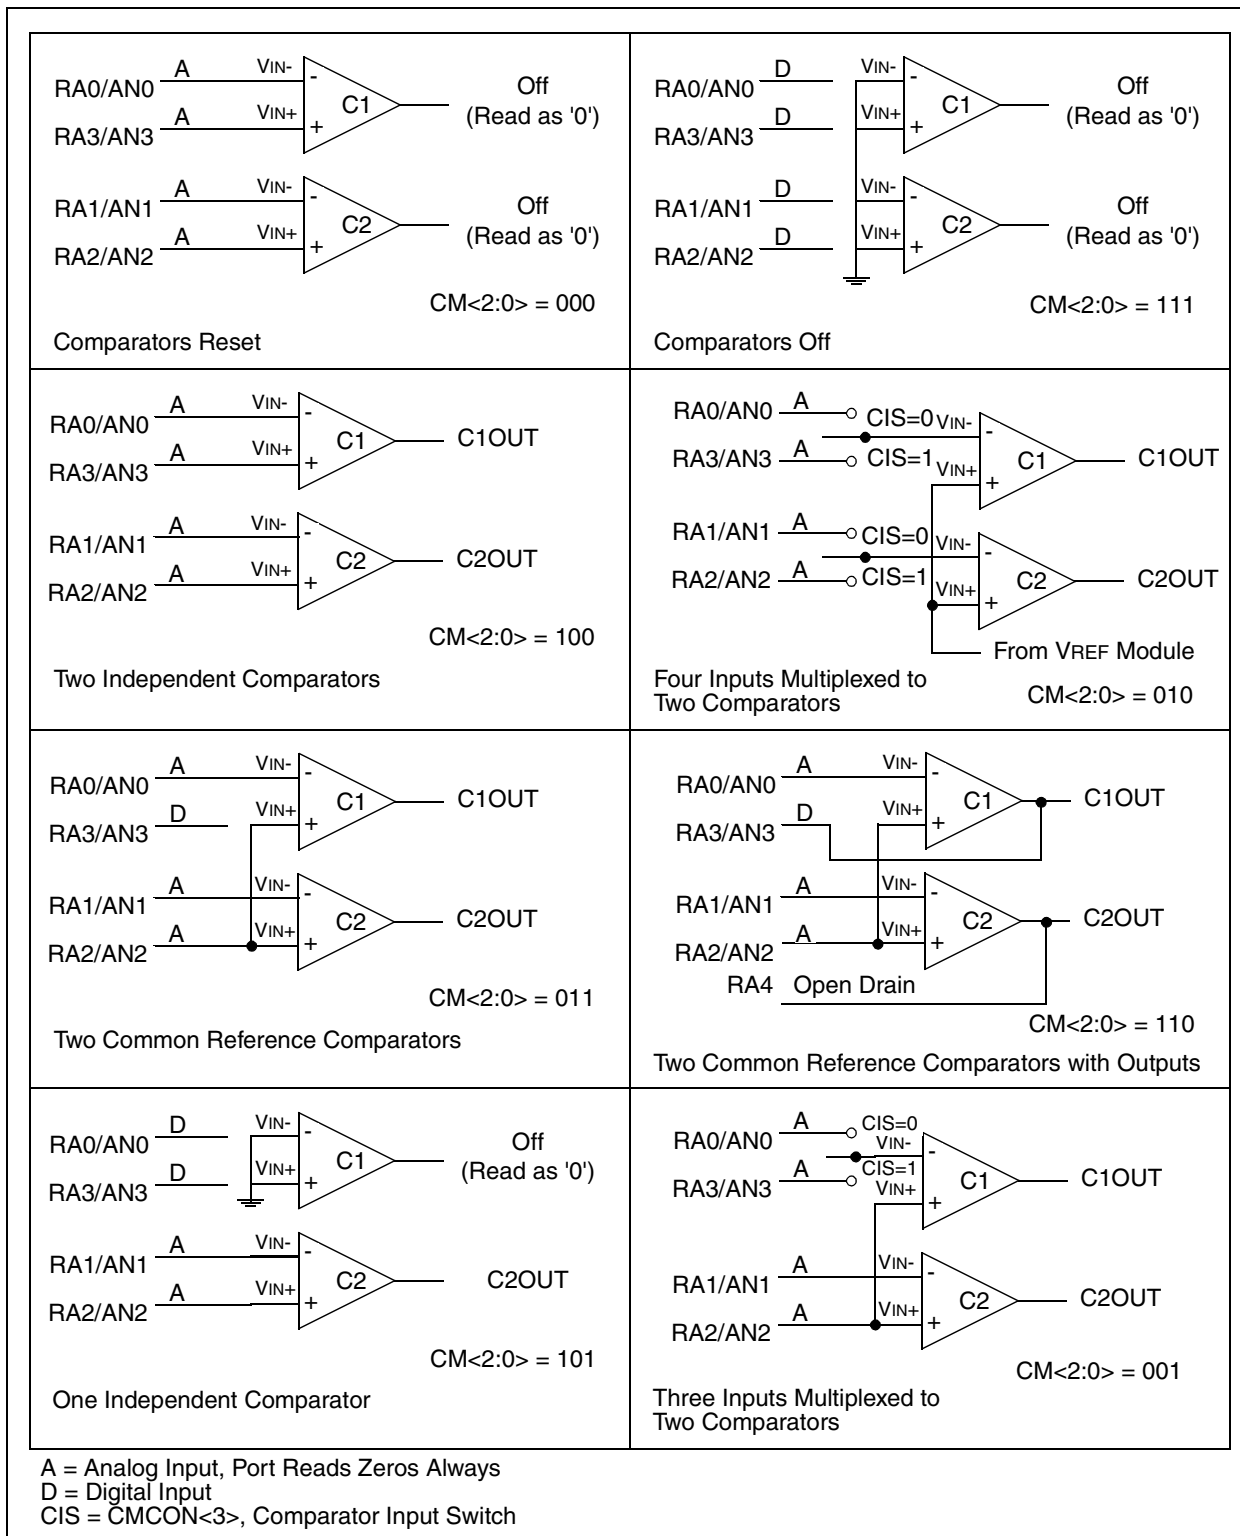 RA0/AN0 A VIN- - C1 Off
RA3/AN3 A VIN+ + (Read as '0')
RA1/AN1 A VIN- - C2 Off
RA2/AN2 A VIN+ + (Read as '0')
CM<2:0> = 000
Comparators Reset
RA0/AN0 D VIN- - C1 Off
RA3/AN3 D VIN+ + (Read as '0')
RA1/AN1 D VIN- - C2 Off
RA2/AN2 D VIN+ + (Read as '0')
CM<2:0> = 111
Comparators Off
RA0/AN0 A VIN- - C1 C1OUT
RA3/AN3 A VIN+ +
RA1/AN1 A VIN- - C2 C2OUT
RA2/AN2 A VIN+ +
CM<2:0> = 100
Two Independent Comparators
RA0/AN0 A CIS=0 VIN- - C1 C1OUT
RA3/AN3 A CIS=1 VIN+ +
RA1/AN1 A CIS=0 VIN- - C2 C2OUT
RA2/AN2 A CIS=1 VIN+ +
From VREF Module
Four Inputs Multiplexed to
Two Comparators
CM<2:0> = 010
RA0/AN0 A VIN- - C1 C1OUT
RA3/AN3 D VIN+ +
RA1/AN1 A VIN- - C2 C2OUT
RA2/AN2 A VIN+ +
CM<2:0> = 011
Two Common Reference Comparators
RA0/AN0 A VIN- - C1 C1OUT
RA3/AN3 D VIN+ +
RA1/AN1 A VIN- - C2 C2OUT
RA2/AN2 A VIN+ +
RA4 Open Drain
CM<2:0> = 110
Two Common Reference Comparators with Outputs
RA0/AN0 D VIN- - C1 Off
RA3/AN3 D VIN+ + (Read as '0')
RA1/AN1 A VIN- - C2 C2OUT
RA2/AN2 A VIN+ +
CM<2:0> = 101
One Independent Comparator
RA0/AN0 A CIS=0 VIN- - C1 C1OUT
RA3/AN3 A CIS=1 VIN+ +
RA1/AN1 A VIN- - C2 C2OUT
RA2/AN2 A VIN+ +
CM<2:0> = 001
Three Inputs Multiplexed to
Two Comparators
A = Analog Input, Port Reads Zeros Always
D = Digital Input
CIS = CMCON<3>, Comparator Input Switch